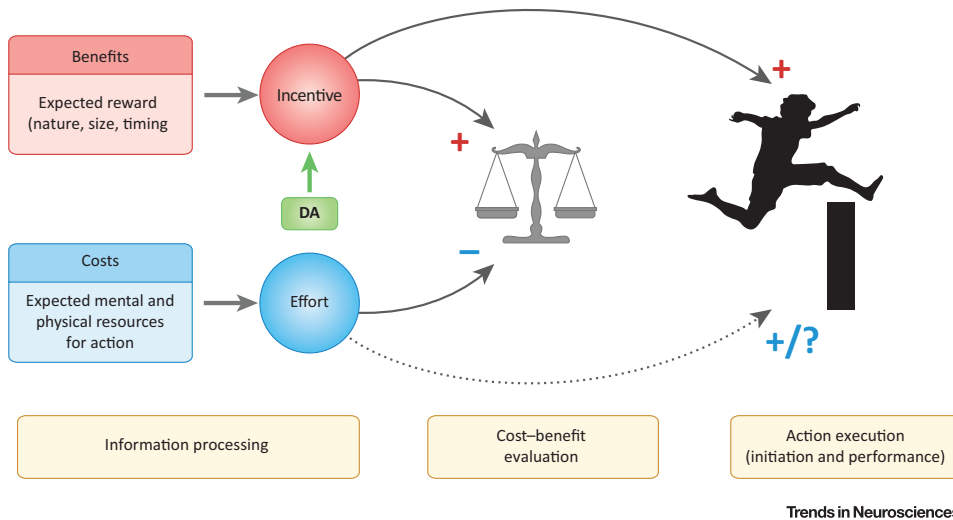 Benefits
Expected reward
(nature, size, timing
Incentive
+
+
DA
Costs
Expected mental and
physical resources
for action
Effort
−
+/?
Information processing
Cost–benefit
evaluation
Action execution
(initiation and performance)
Trends in Neurosciences